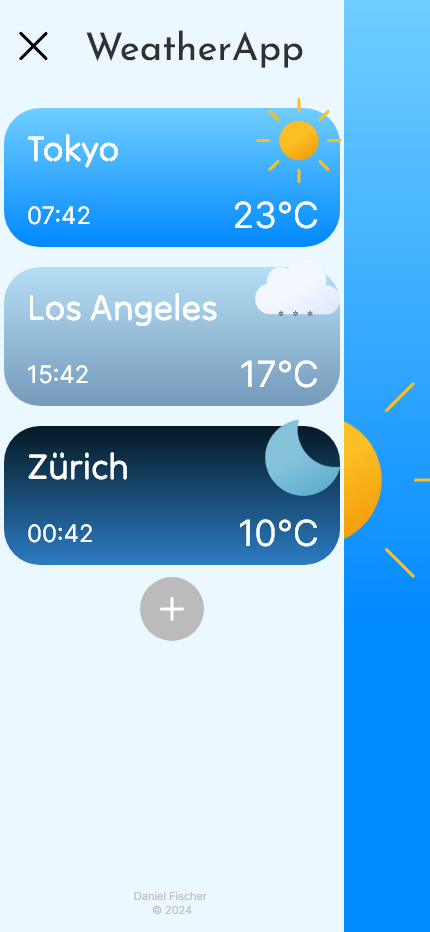 WeatherApp
Tokyo
07:42
23°C
Los Angeles
15:42
17°C
Zürich
00:42
10°C
Daniel Fischer
© 2024